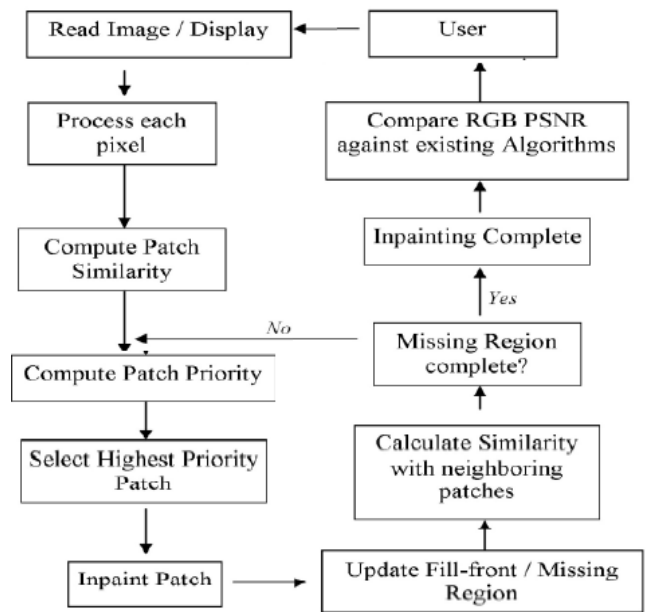 Read Image / Display
User
Process each
pixel
Compare RGB PSNR
against existing Algorithms
Compute Patch
Similarity
Inpainting Complete
Yes
No
Missing Region
complete?
Compute Patch Priority
Select Highest Priority
Patch
Calculate Similarity
with neighboring
patches
Inpaint Patch
Update Fill-front / Missing
Region